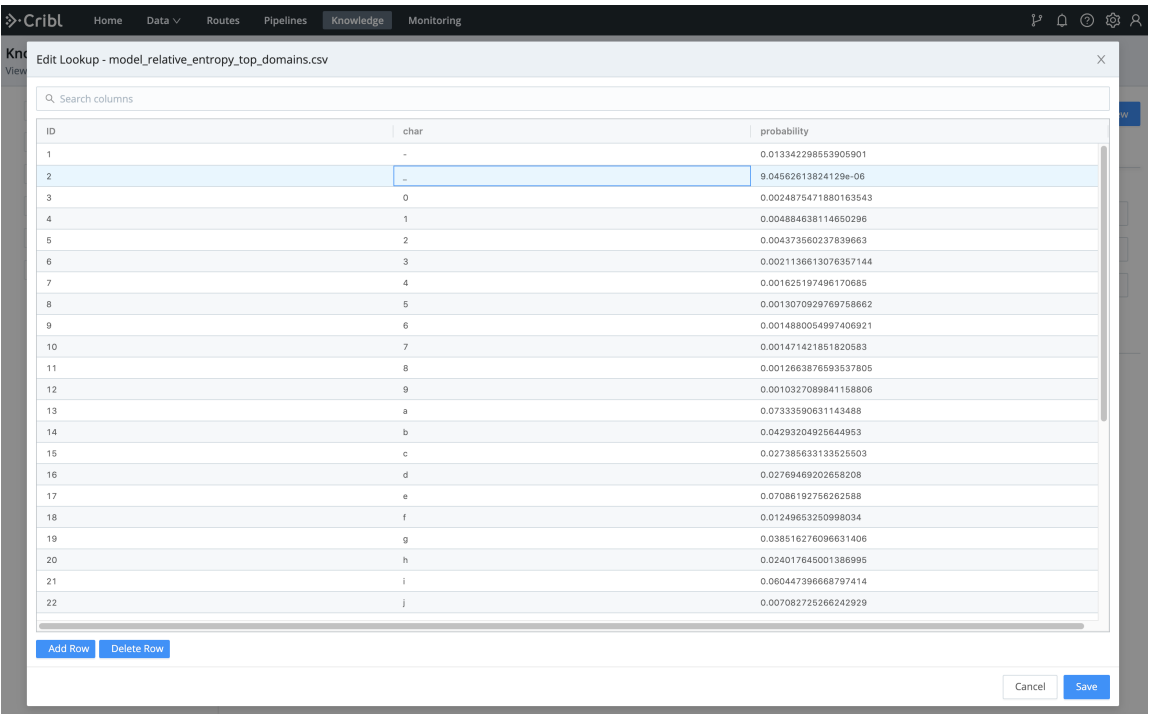 Cribl Home Data Routes Pipelines Knowledge Monitoring
Kno
View
Edit Lookup - model_relative_entropy_top_domains.csv
Search columns
ID char probability
1 - 0.013342298553905901
2 _ 9.04562613824129e-06
3 0 0.0024875471880163543
4 1 0.004884638114650296
5 2 0.004373560237839663
6 3 0.0021136613076357144
7 4 0.001625197496170685
8 5 0.0013070929769758662
9 6 0.0014880054997406921
10 7 0.001471421851820583
11 8 0.0012663876593537805
12 9 0.0010327089841158806
13 a 0.07333590631143488
14 b 0.04293204925644953
15 c 0.027385633133525503
16 d 0.02769469202658208
17 e 0.07086192756262588
18 f 0.01249653250998034
19 g 0.038516276096631406
20 h 0.024017645001386995
21 i 0.060447396668797414
22 j 0.007082725266242929
Add Row Delete Row
Cancel Save